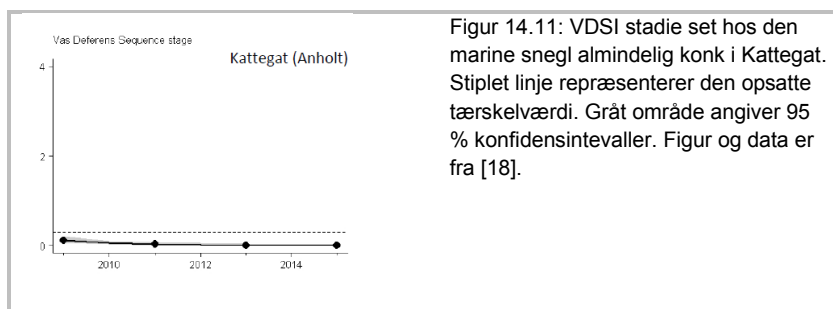 Vas Deferens Sequence stage
Kattegat (Anholt)
4
2
0
2010 2012 2014
Figur 14.11: VDSI stadie set hos den
marine snegl almindelig konk i Kattegat.
Stiplet linje repræsenterer den opsatte
tærskelværdi. Gråt område angiver 95
% konfidensintevaller. Figur og data er
fra [18].